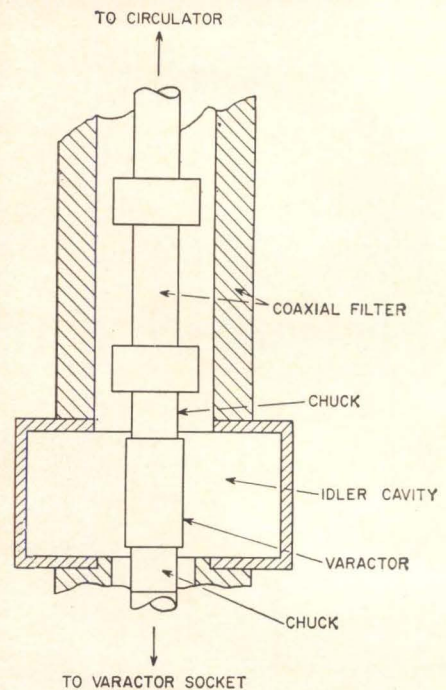 TO CIRCULATOR
COAXIAL FILTER
CHUCK
IDLER CAVITY
VARACTOR
CHUCK
TO VARACTOR SOCKET